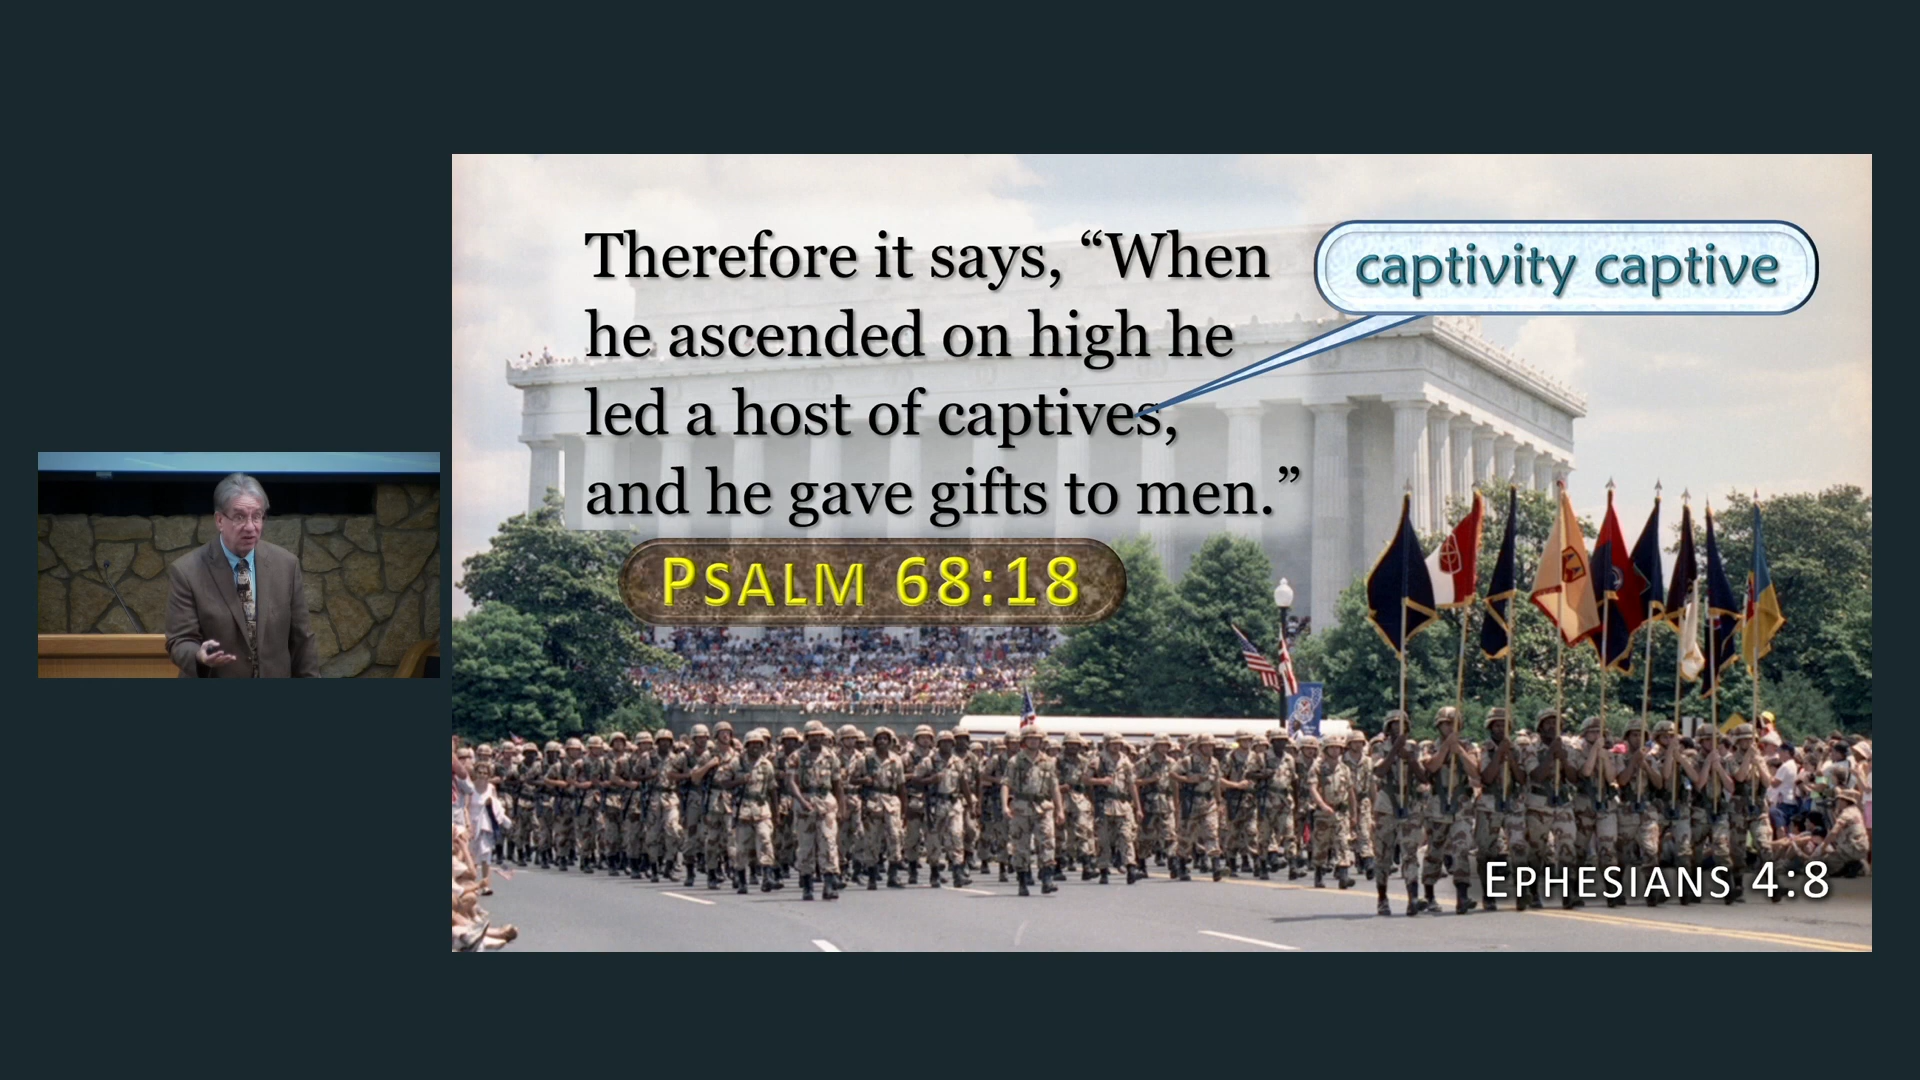 Therefore it says, “When
he ascended on high he
led a host of captives,
and he gave gifts to men.”
captivity captive
PSALM 68:18
EPHESIANS 4:8